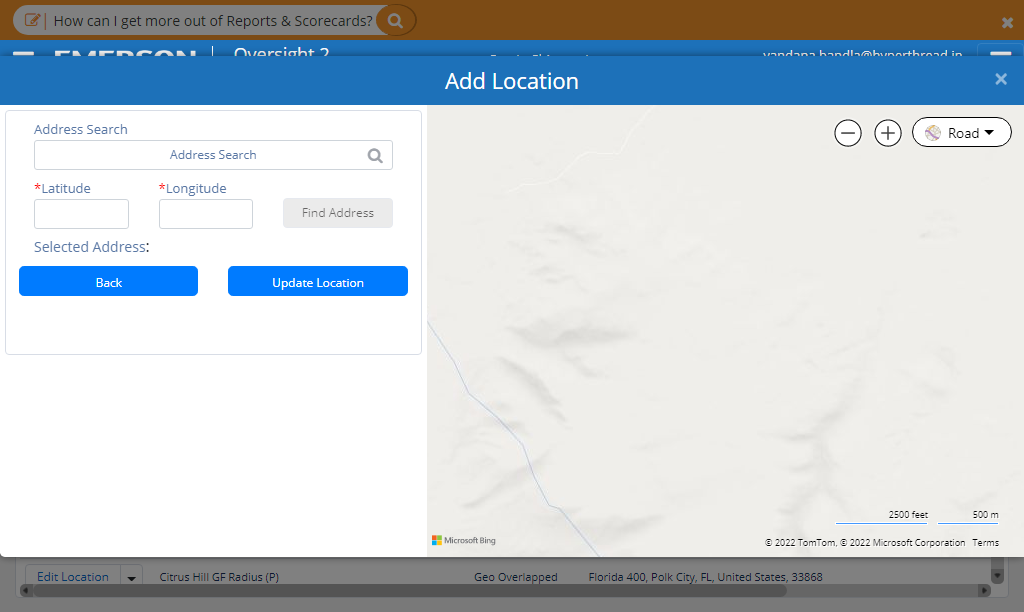 How can I get more out of Reports & Scorecards?
EMERSON Oversight 2 vandana.bandla@hyperthread.in
Add Location
Address Search
Address Search
*Latitude *Longitude
Find Address
Selected Address:
Back Update Location
Road
2500 feet 500 m
Microsoft Bing
© 2022 TomTom, © 2022 Microsoft Corporation Terms
Edit Location Citrus Hill GF Radius (P) Geo Overlapped Florida 400, Polk City, FL, United States, 33868